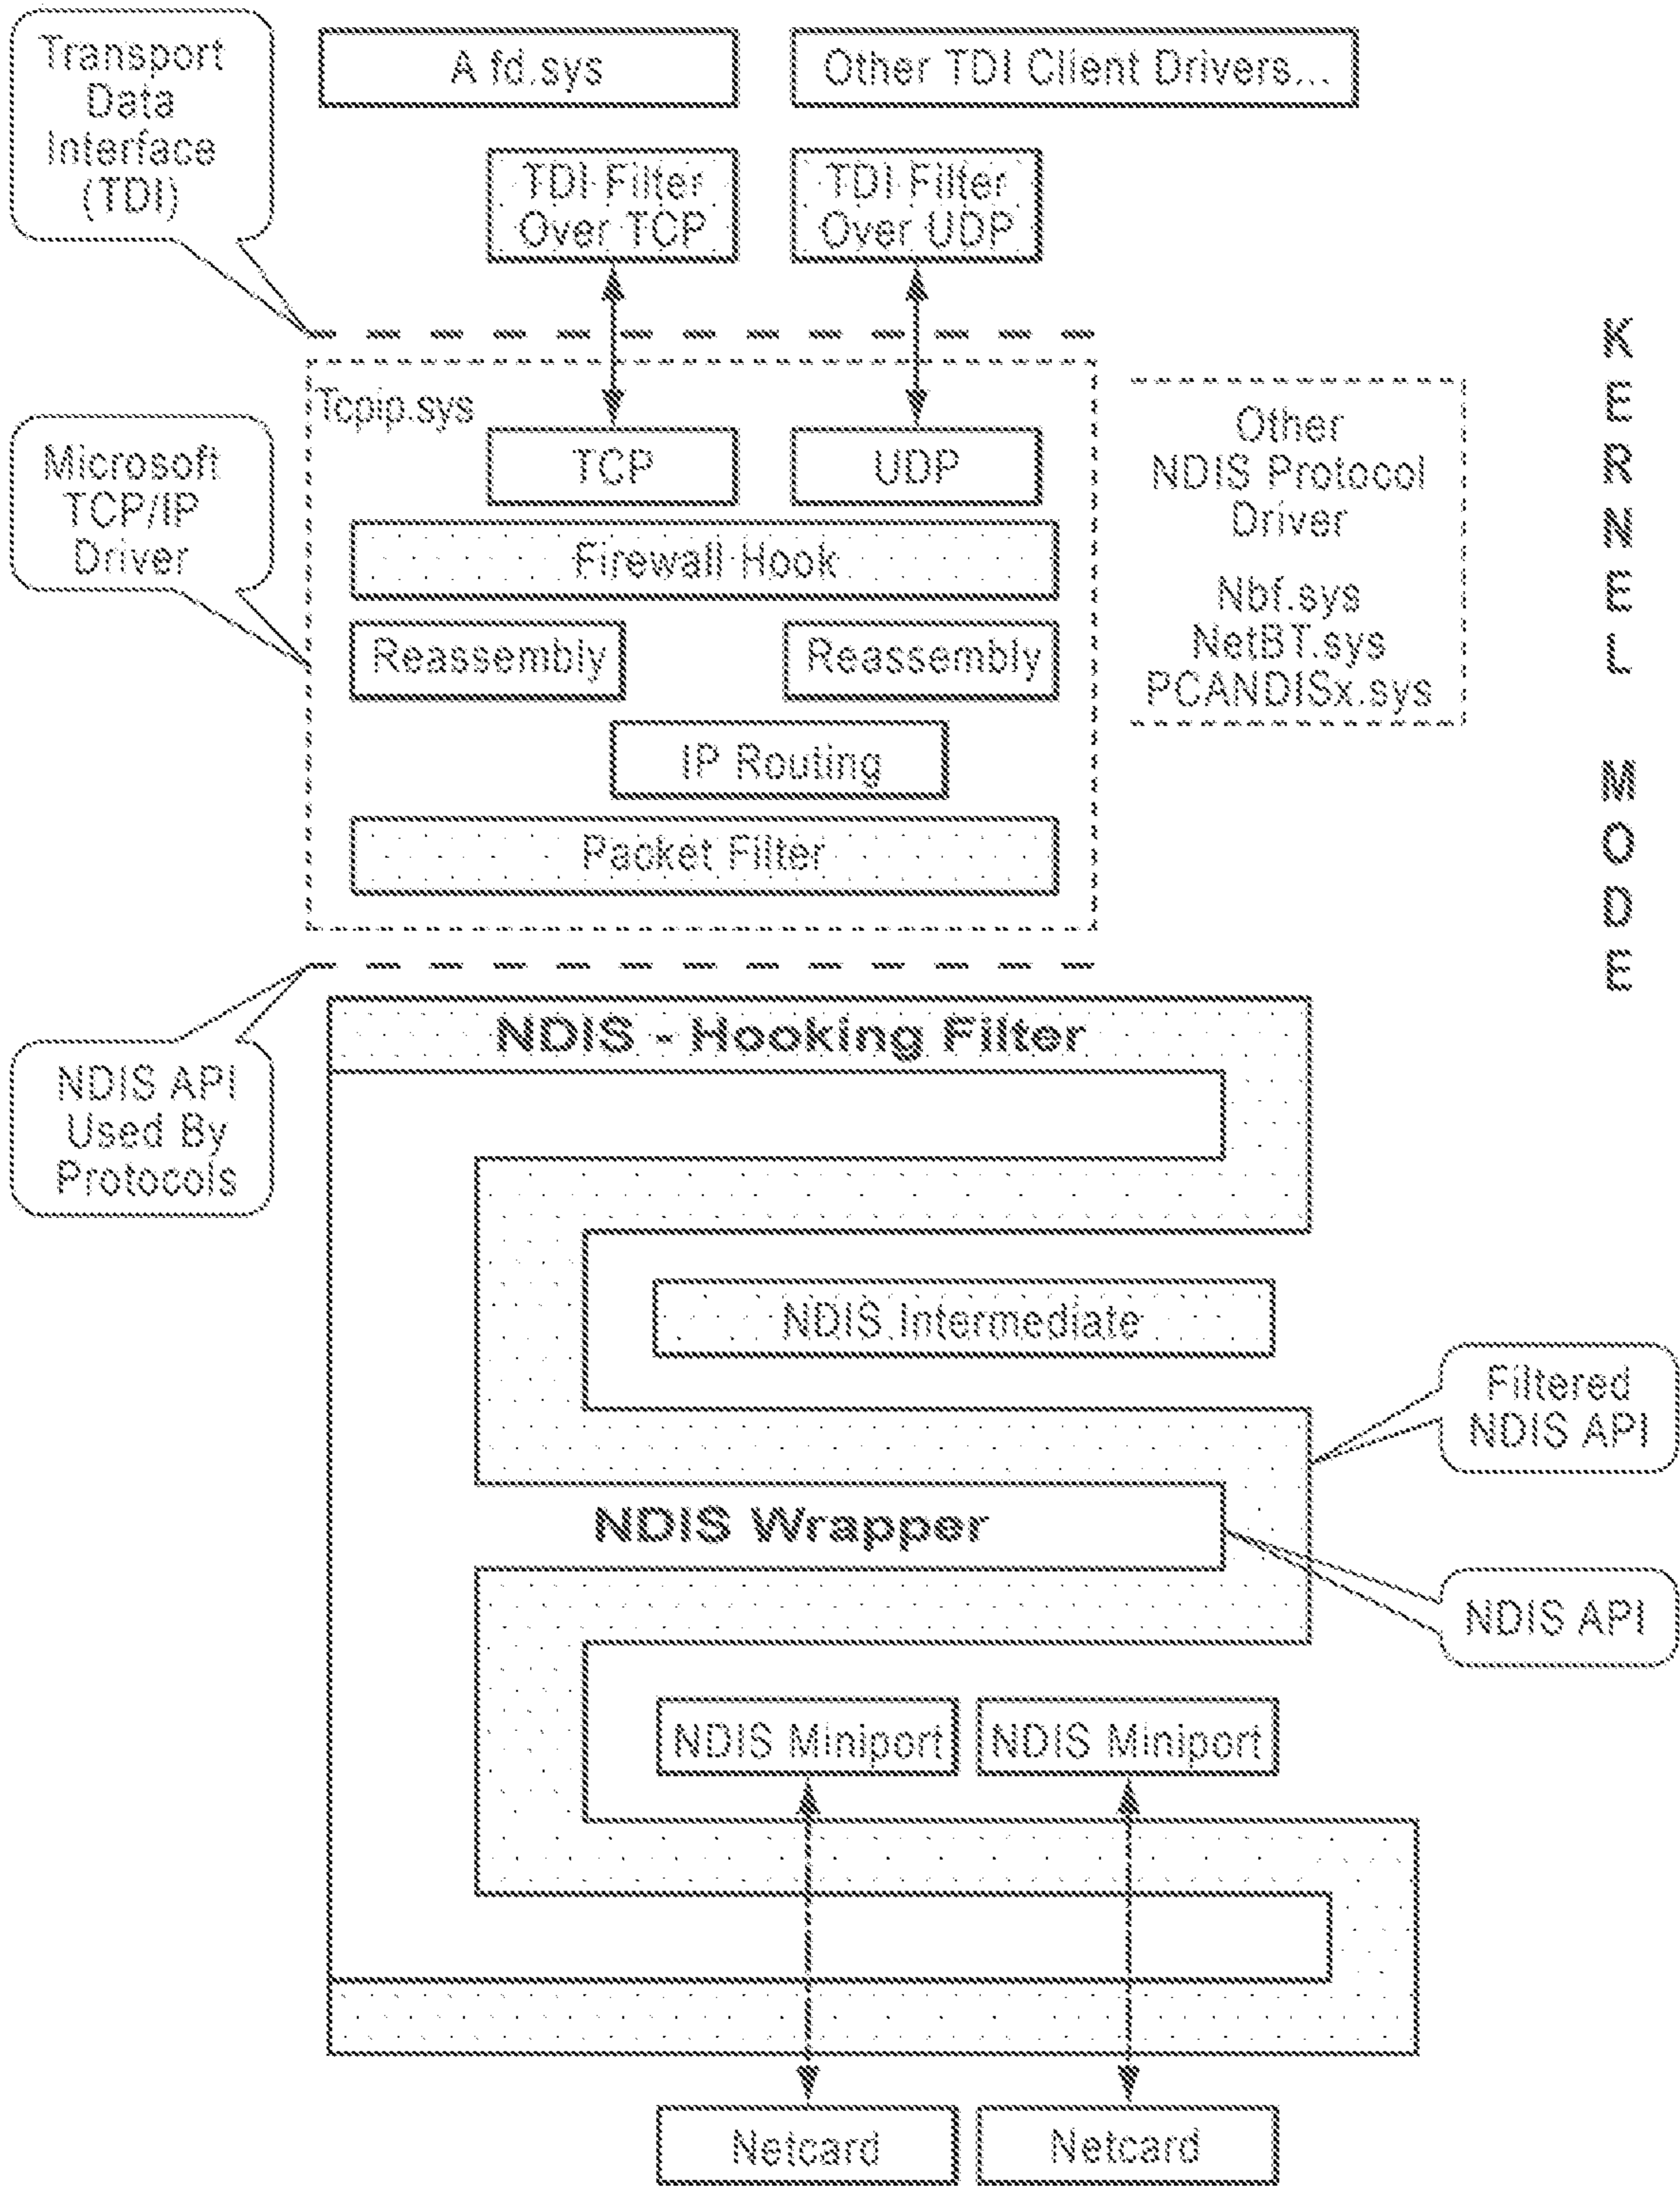 Transport
Data
Interface
(TDI)
A fd.sys
Other TDI Client Drivers...
TDI Filter
Over TCP
TDI Filter
Over UDP
Tcpip.sys
TCP
UDP
Microsoft
TCP/IP
Driver
Firewall Hook
Reassembly
Reassembly
IP Routing
Packet Filter
Other
NDIS Protocol
Driver
Nbf.sys
NetBT.sys
PCANDISx.sys
KERNEL MODE
NDIS API
Used By
Protocols
NDIS - Hooking Filter
NDIS Intermediate
Filtered
NDIS API
NDIS Wrapper
NDIS API
NDIS Miniport
NDIS Miniport
Netcard
Netcard